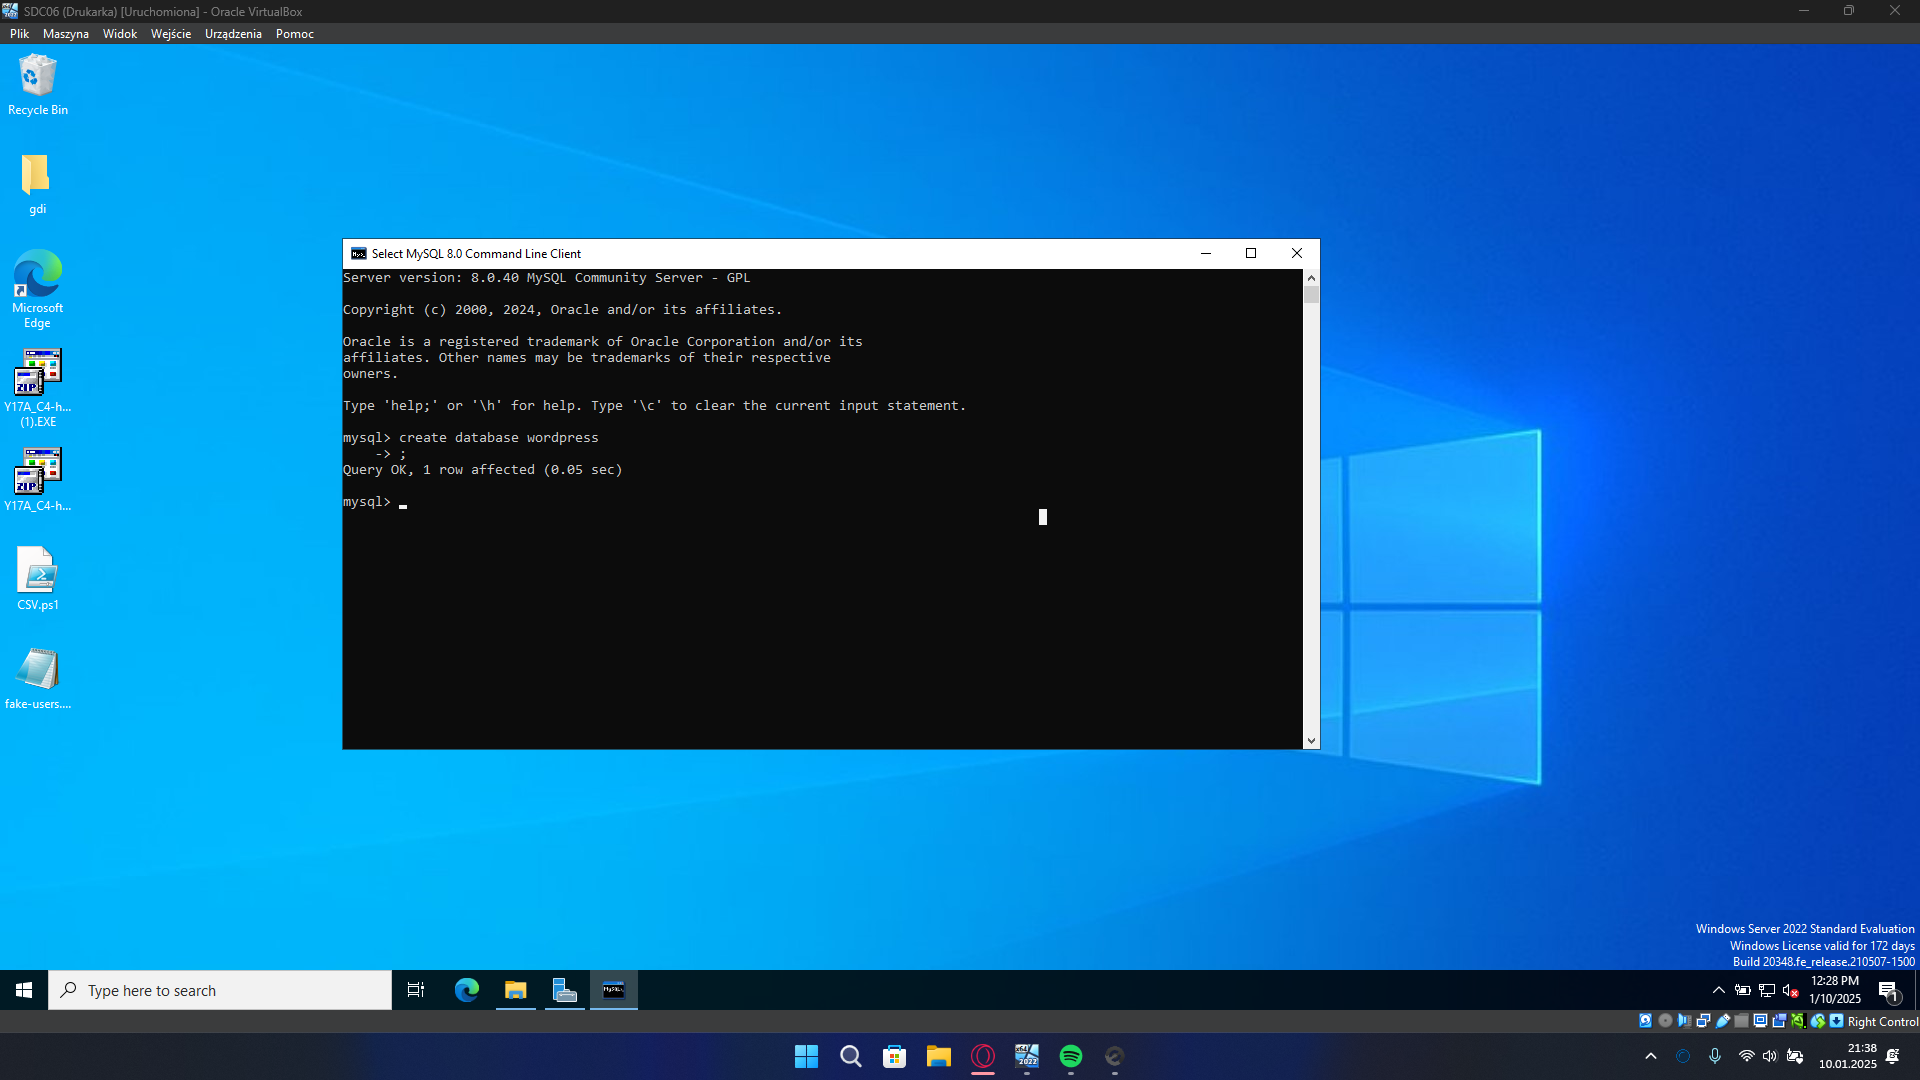 SDC06 (Drukarka) [Uruchomiona] - Oracle VirtualBox
Plik Maszyna Widok Wejście Urządzenia Pomoc
Recycle Bin
gdi
Microsoft
Edge
Y17A_C4-h...
(1).EXE
Y17A_C4-h...
CSV.ps1
fake-users....
Select MySQL 8.0 Command Line Client
Server version: 8.0.40 MySQL Community Server - GPL
Copyright (c) 2000, 2024, Oracle and/or its affiliates.
Oracle is a registered trademark of Oracle Corporation and/or its
affiliates. Other names may be trademarks of their respective
owners.
Type 'help;' or '\h' for help. Type '\c' to clear the current input statement.
mysql> create database wordpress
-> ;
Query OK, 1 row affected (0.05 sec)
mysql>
Windows Server 2022 Standard Evaluation
Windows License valid for 172 days
Build 20348.fe_release.210507-1500
Type here to search
12:28 PM
1/10/2025
1
Right Control
21:38
10.01.2025